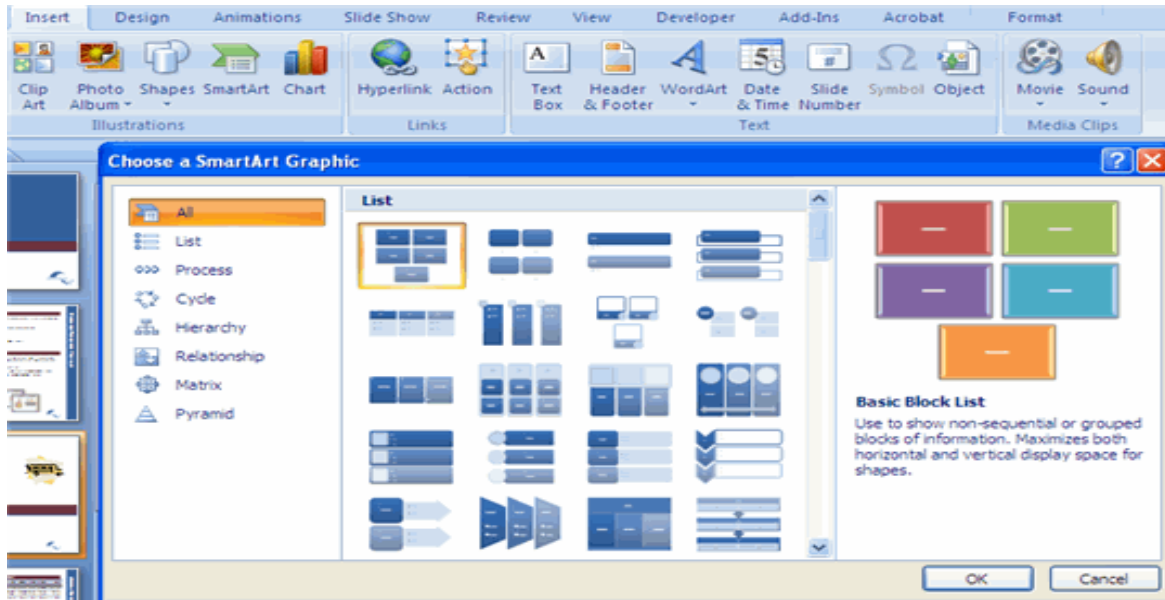 Insert Design Animations Slide Show Review View Developer Add-Ins Acrobat Format
Clip Art Photo Album Shapes SmartArt Chart Hyperlink Action Text Box Header & Footer WordArt Date & Time Slide Number Symbol Object Movie Sound
Illustrations Links Text Media Clips
Choose a SmartArt Graphic
All
List
Process
Cycle
Hierarchy
Relationship
Matrix
Pyramid
List
Basic Block List
Use to show non-sequential or grouped
blocks of information. Maximizes both
horizontal and vertical display space for
shapes.
OK Cancel